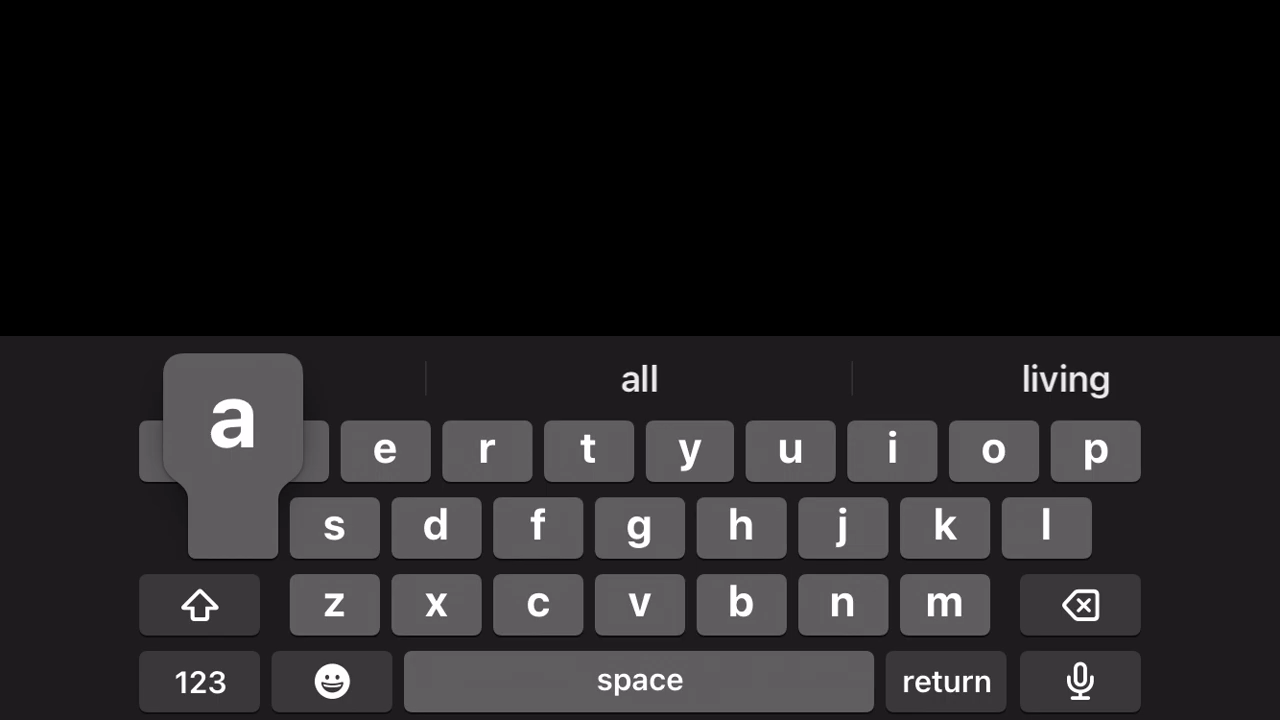 all living
a
e r t y u i o p
s d f g h j k l
z x c v b n m
123 space return